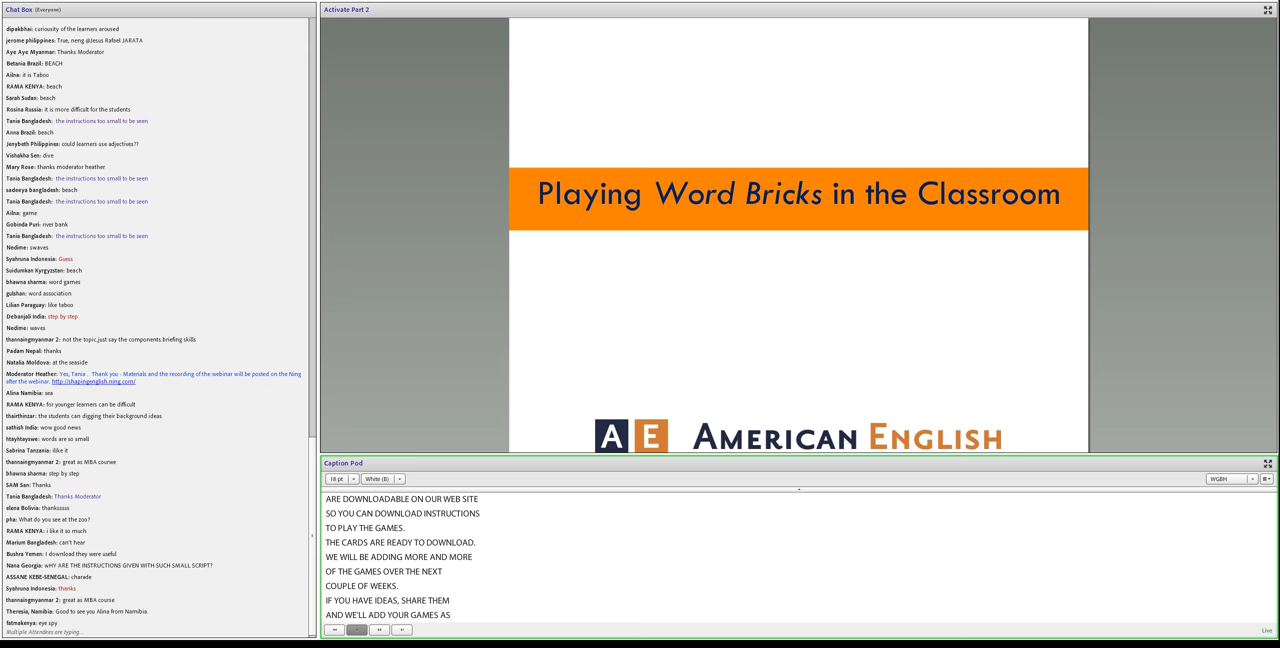 Chat Box (Everyone)
dipakbhai: curiousity of the learners aroused
jerome philippines: True, neng @Jesus Rafael JARATA
Aye Aye Myanmar: Thanks Moderator
Betania Brazil: BEACH
Ailna: it is Taboo
RAMA KENYA: beach
Sarah Sudan: beach
Rosina Russia: it is more difficult for the students
Tania Bangladesh: the instructions too small to be seen
Anna Brazil: beach
Jenybeth Philippines: could learners use adjectives??
Vishakha Sen: dive
Mary Rose: thanks moderator heather
Tania Bangladesh: the instructions too small to be seen
sadeeya bangladesh: beach
Tania Bangladesh: the instructions too small to be seen
Ailna: game
Gobinda Puri: river bank
Tania Bangladesh: the instructions too small to be seen
Nedime: swaves
Syahruna Indonesia: Guess
Suidumkan Kyrgyzstan: beach
bhawna sharma: word games
gulshan: word association
Lilian Paraguay: like taboo
Debanjali India: step by step
Nedime: waves
thannaingmyanmar 2: not the topic,just say the components.briefing skills
Padam Nepal: thanks
Natalia Moldova: at the seaside
Moderator Heather: Yes, Tania . Thank you - Materials and the recording of the webinar will be posted on the Ning
after the webinar. http://shapingenglish.ning.com/
Alina Namibia: sea
RAMA KENYA: for younger learners can be difficult
thairthinzar: the students can digging their background ideas
sathish India: wow good news
htayhtayswe: words are so small
Sabrina Tanzania: ilike it
thannaingmyanmar 2: great as MBA courwe
bhawna sharma: step by step
SAM San: Thanks
Tania Bangladesh: Thanks Moderator
elena Bolivia: thanksssss
pha: What do you see at the zoo?
RAMA KENYA: i like it so much
Marium Bangladesh: can't hear
Bushra Yemen: I download they were useful
Nana Georgia: wHY ARE THE INSTRUCTIONS GIVEN WITH SUCH SMALL SCRIPT?
ASSANE KEBE-SENEGAL: charade
Syahruna Indonesia: thanks
thannaingmyanmar 2: great as MBA course
Theresia, Namibia: Good to see you Alina from Namibia.
fatmakenya: eye spy
Multiple Attendees are typing...
Activate Part 2
Playing Word Bricks in the Classroom
AE AMERICAN ENGLISH
Caption Pod
18 pt White (B) WGBH
ARE DOWNLOADABLE ON OUR WEB SITE
SO YOU CAN DOWNLOAD INSTRUCTIONS
TO PLAY THE GAMES.
THE CARDS ARE READY TO DOWNLOAD.
WE WILL BE ADDING MORE AND MORE
OF THE GAMES OVER THE NEXT
COUPLE OF WEEKS.
IF YOU HAVE IDEAS, SHARE THEM
AND WE'LL ADD YOUR GAMES AS
Live